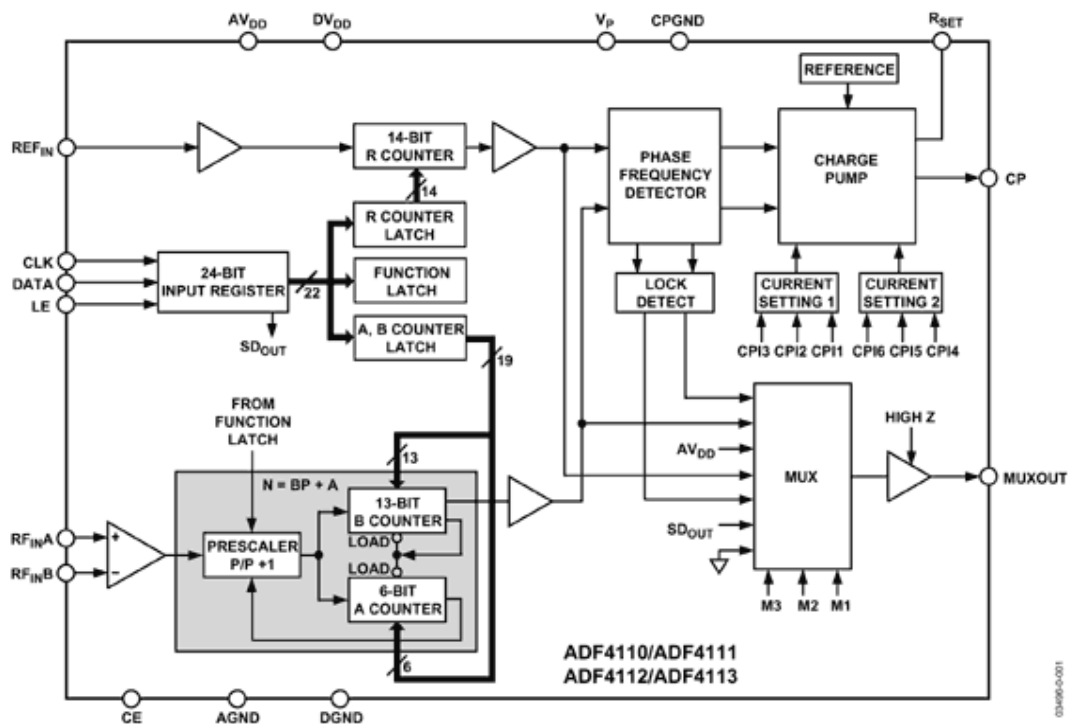 AVDD
DVDD
VP
CPGND
RSET
REFERENCE
REFIN
14-BIT
R COUNTER
14
PHASE
FREQUENCY
DETECTOR
CHARGE
PUMP
CP
R COUNTER
LATCH
CLK
DATA
LE
24-BIT
INPUT REGISTER
22
FUNCTION
LATCH
SDOUT
A, B COUNTER
LATCH
19
LOCK
DETECT
CURRENT
SETTING 1
CURRENT
SETTING 2
CPI3 CPI2 CPI1
CPI6 CPI5 CPI4
FROM
FUNCTION
LATCH
13
HIGH Z
AVDD
MUX
MUXOUT
SDOUT
M3 M2 M1
N = BP + A
13-BIT
B COUNTER
RFINA
RFINB
+
–
PRESCALER
P/P +1
LOAD
LOAD
6-BIT
A COUNTER
6
ADF4110/ADF4111
ADF4112/ADF4113
CE
AGND
DGND
03496-0-001